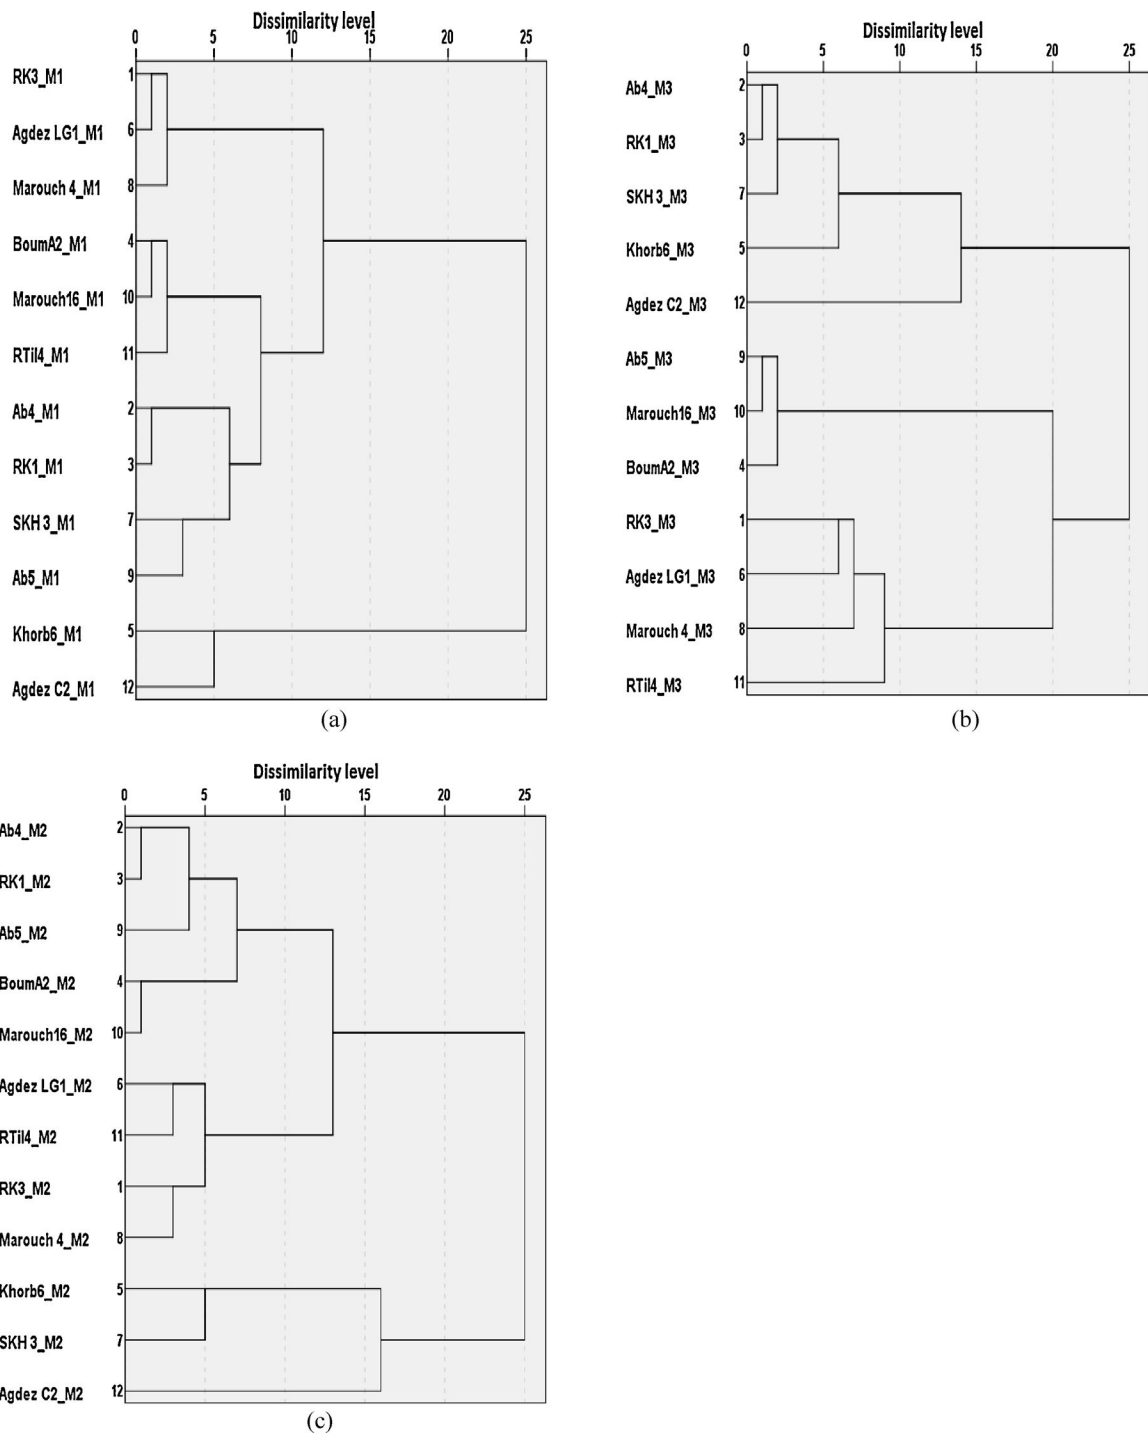 Dissimilarity level
0 5 10 15 20 25
RK3_M1 1
Agdez LG1_M1 6
Marouch 4_M1 8
BoumA2_M1 4
Marouch16_M1 10
RTil4_M1 11
Ab4_M1 2
RK1_M1 3
SKH 3_M1 7
Ab5_M1 9
Khorb6_M1 5
Agdez C2_M1 12
(a)
Dissimilarity level
0 5 10 15 20 25
Ab4_M3 2
RK1_M3 3
SKH 3_M3 7
Khorb6_M3 5
Agdez C2_M3 12
Ab5_M3 9
Marouch16_M3 10
BoumA2_M3 4
RK3_M3 1
Agdez LG1_M3 6
Marouch 4_M3 8
RTil4_M3 11
(b)
Dissimilarity level
0 5 10 15 20 25
Ab4_M2 2
RK1_M2 3
Ab5_M2 9
BoumA2_M2 4
Marouch16_M2 10
Agdez LG1_M2 6
RTil4_M2 11
RK3_M2 1
Marouch 4_M2 8
Khorb6_M2 5
SKH 3_M2 7
Agdez C2_M2 12
(c)